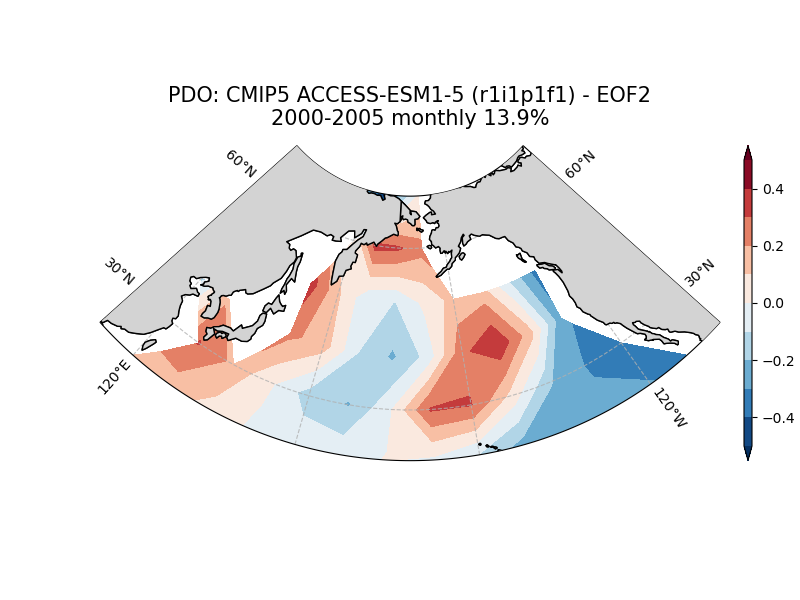 PDO: CMIP5 ACCESS-ESM1-5 (r1i1p1f1) - EOF2
2000-2005 monthly 13.9%
60°N
60°N
30°N
30°N
120°E
120°W
0.4
0.2
0.0
−0.2
−0.4